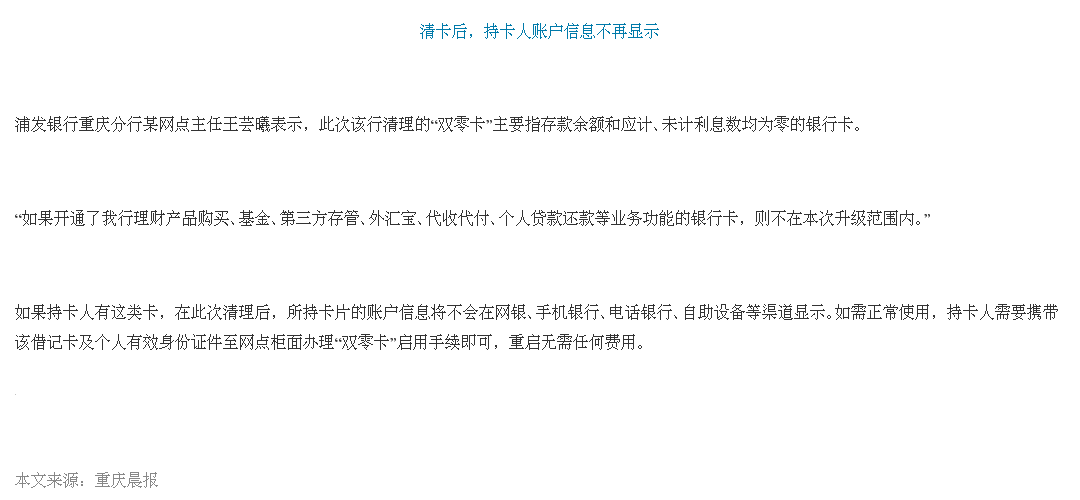 清卡后，持卡人账户信息不再显示
浦发银行重庆分行某网点主任王芸曦表示，此次该行清理的“双零卡”主要指存款余额和应计、未计利息数均为零的银行卡。
“如果开通了我行理财产品购买、基金、第三方存管、外汇宝、代收代付、个人贷款还款等业务功能的银行卡，则不在本次升级范围内。”
如果持卡人有这类卡，在此次清理后，所持卡片的账户信息将不会在网银、手机银行、电话银行、自助设备等渠道显示。如需正常使用，持卡人需要携带
该借记卡及个人有效身份证件至网点柜面办理“双零卡”启用手续即可，重启无需任何费用。
本文来源：重庆晨报